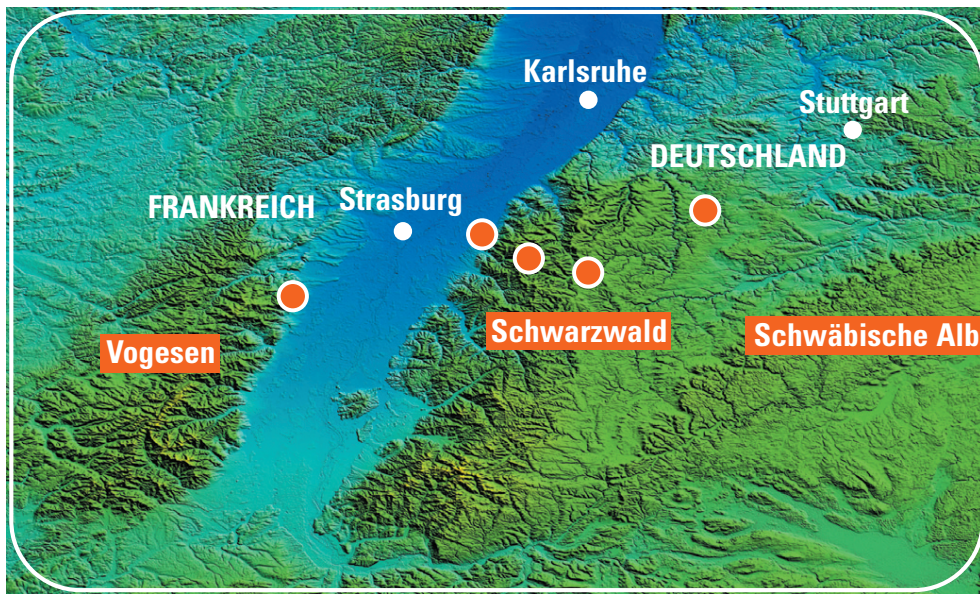 Karlsruhe
Stuttgart
DEUTSCHLAND
FRANKREICH
Strasburg
Schwarzwald
Schwäbische Alb
Vogesen